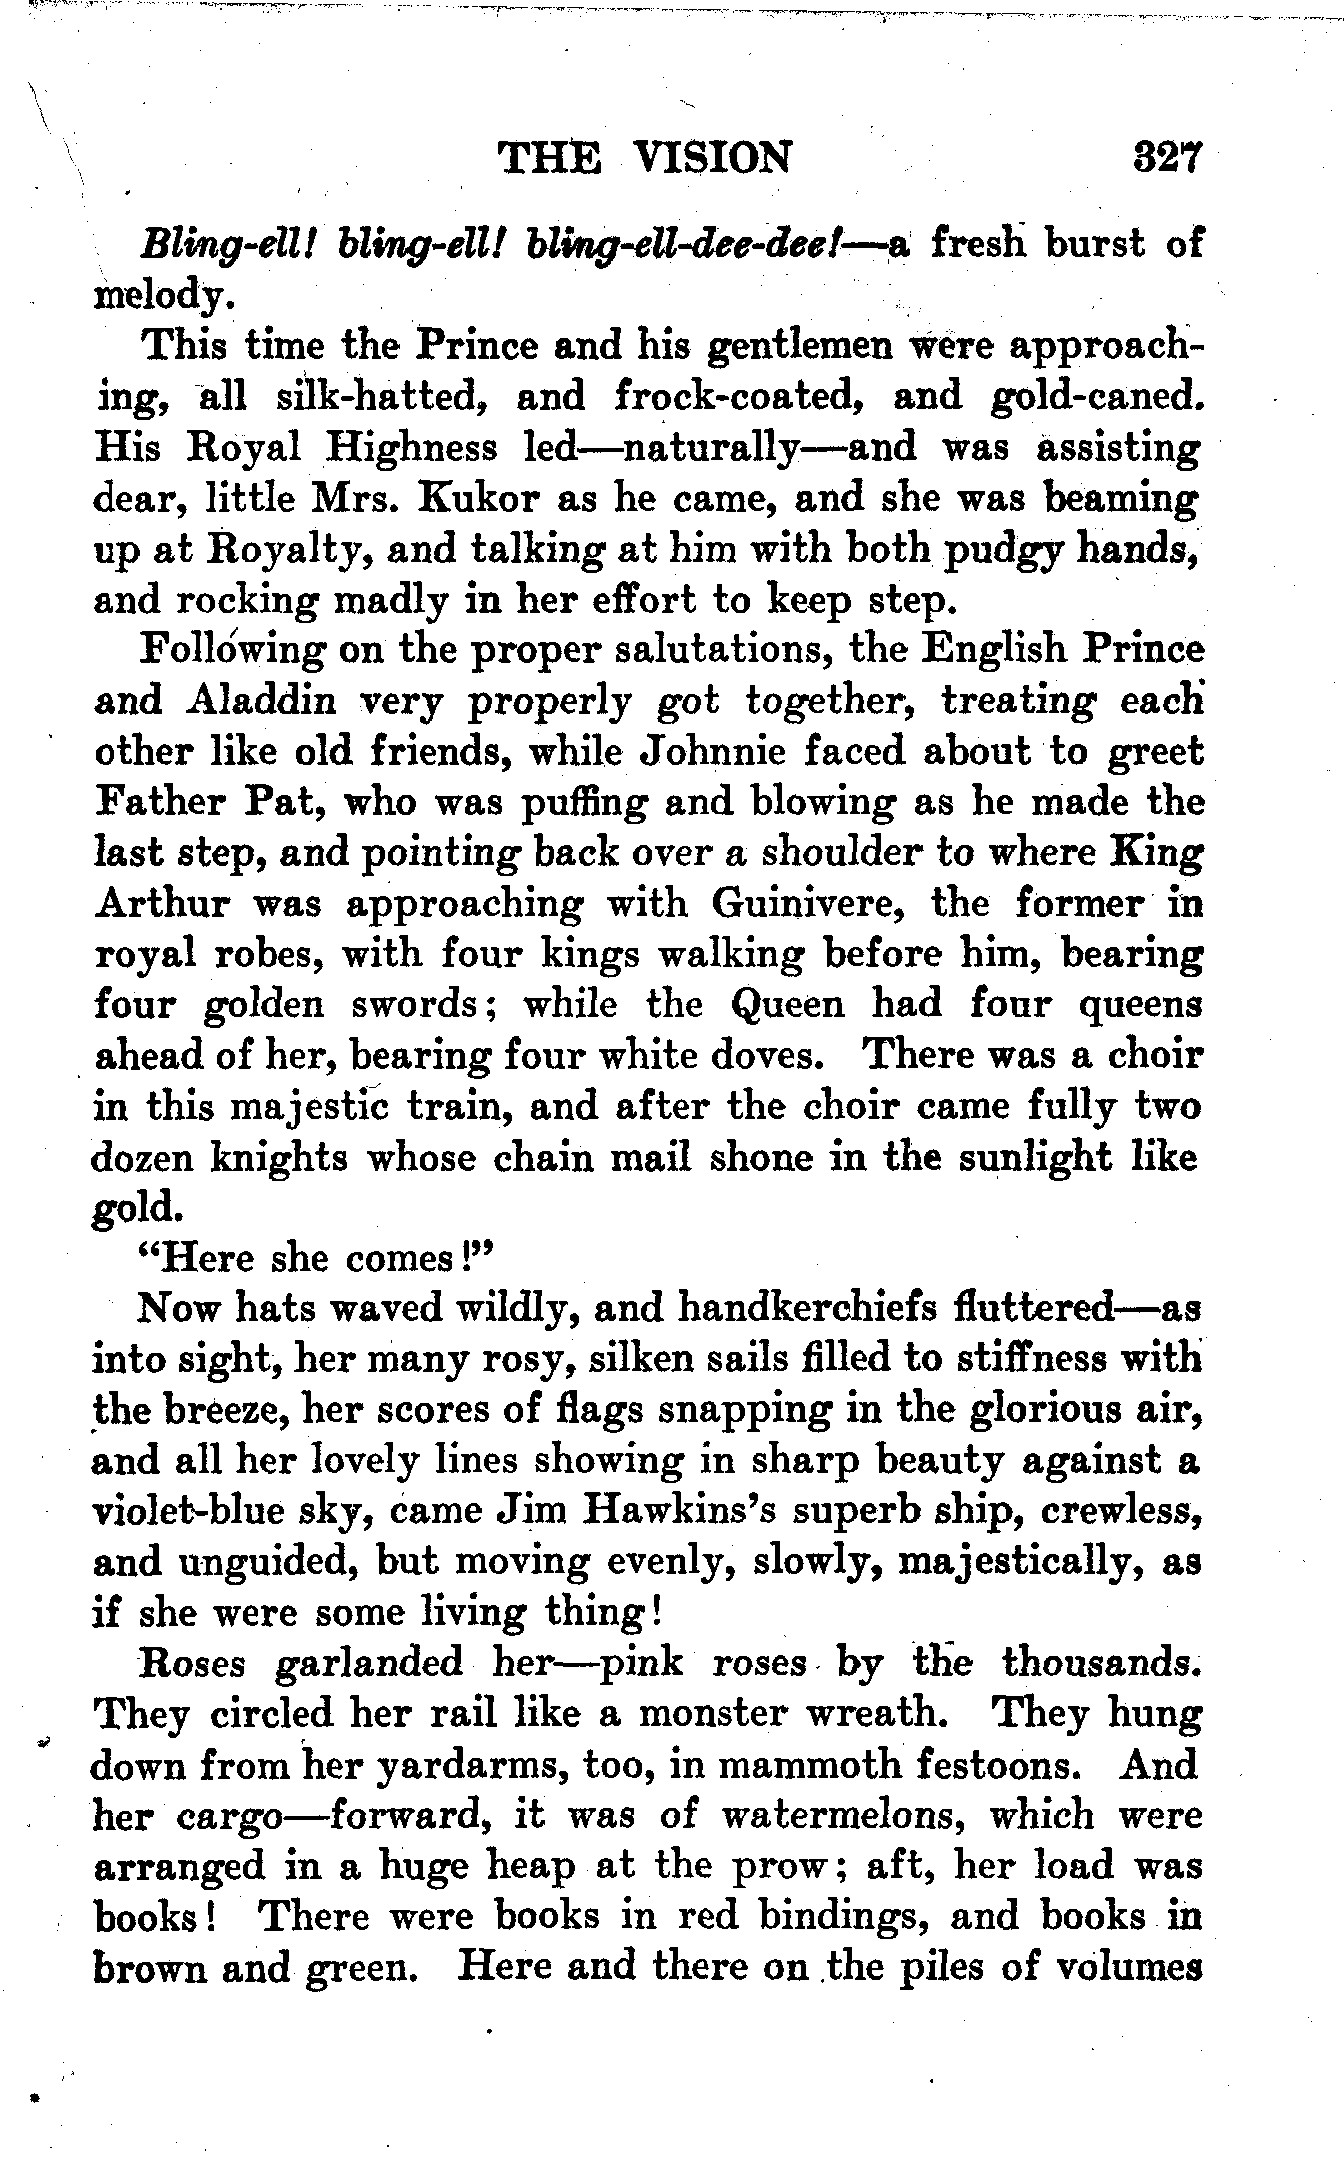 THE VISION 327
Bling-ell! bling-ell! bling-ell-dee-dee!—a fresh burst of
melody.
This time the Prince and his gentlemen were approach-
ing, all silk-hatted, and frock-coated, and gold-caned.
His Royal Highness led—naturally—and was assisting
dear, little Mrs. Kukor as he came, and she was beaming
up at Royalty, and talking at him with both pudgy hands,
and rocking madly in her effort to keep step.
Following on the proper salutations, the English Prince
and Aladdin very properly got together, treating each
other like old friends, while Johnnie faced about to greet
Father Pat, who was puffing and blowing as he made the
last step, and pointing back over a shoulder to where King
Arthur was approaching with Guinivere, the former in
royal robes, with four kings walking before him, bearing
four golden swords; while the Queen had four queens
ahead of her, bearing four white doves. There was a choir
in this majestic train, and after the choir came fully two
dozen knights whose chain mail shone in the sunlight like
gold.
"Here she comes!"
Now hats waved wildly, and handkerchiefs fluttered—as
into sight, her many rosy, silken sails filled to stiffness with
the breeze, her scores of flags snapping in the glorious air,
and all her lovely lines showing in sharp beauty against a
violet-blue sky, came Jim Hawkins's superb ship, crewless,
and unguided, but moving evenly, slowly, majestically, as
if she were some living thing!
Roses garlanded her—pink roses by the thousands.
They circled her rail like a monster wreath. They hung
down from her yardarms, too, in mammoth festoons. And
her cargo—forward, it was of watermelons, which were
arranged in a huge heap at the prow; aft, her load was
books! There were books in red bindings, and books in
brown and green. Here and there on the piles of volumes